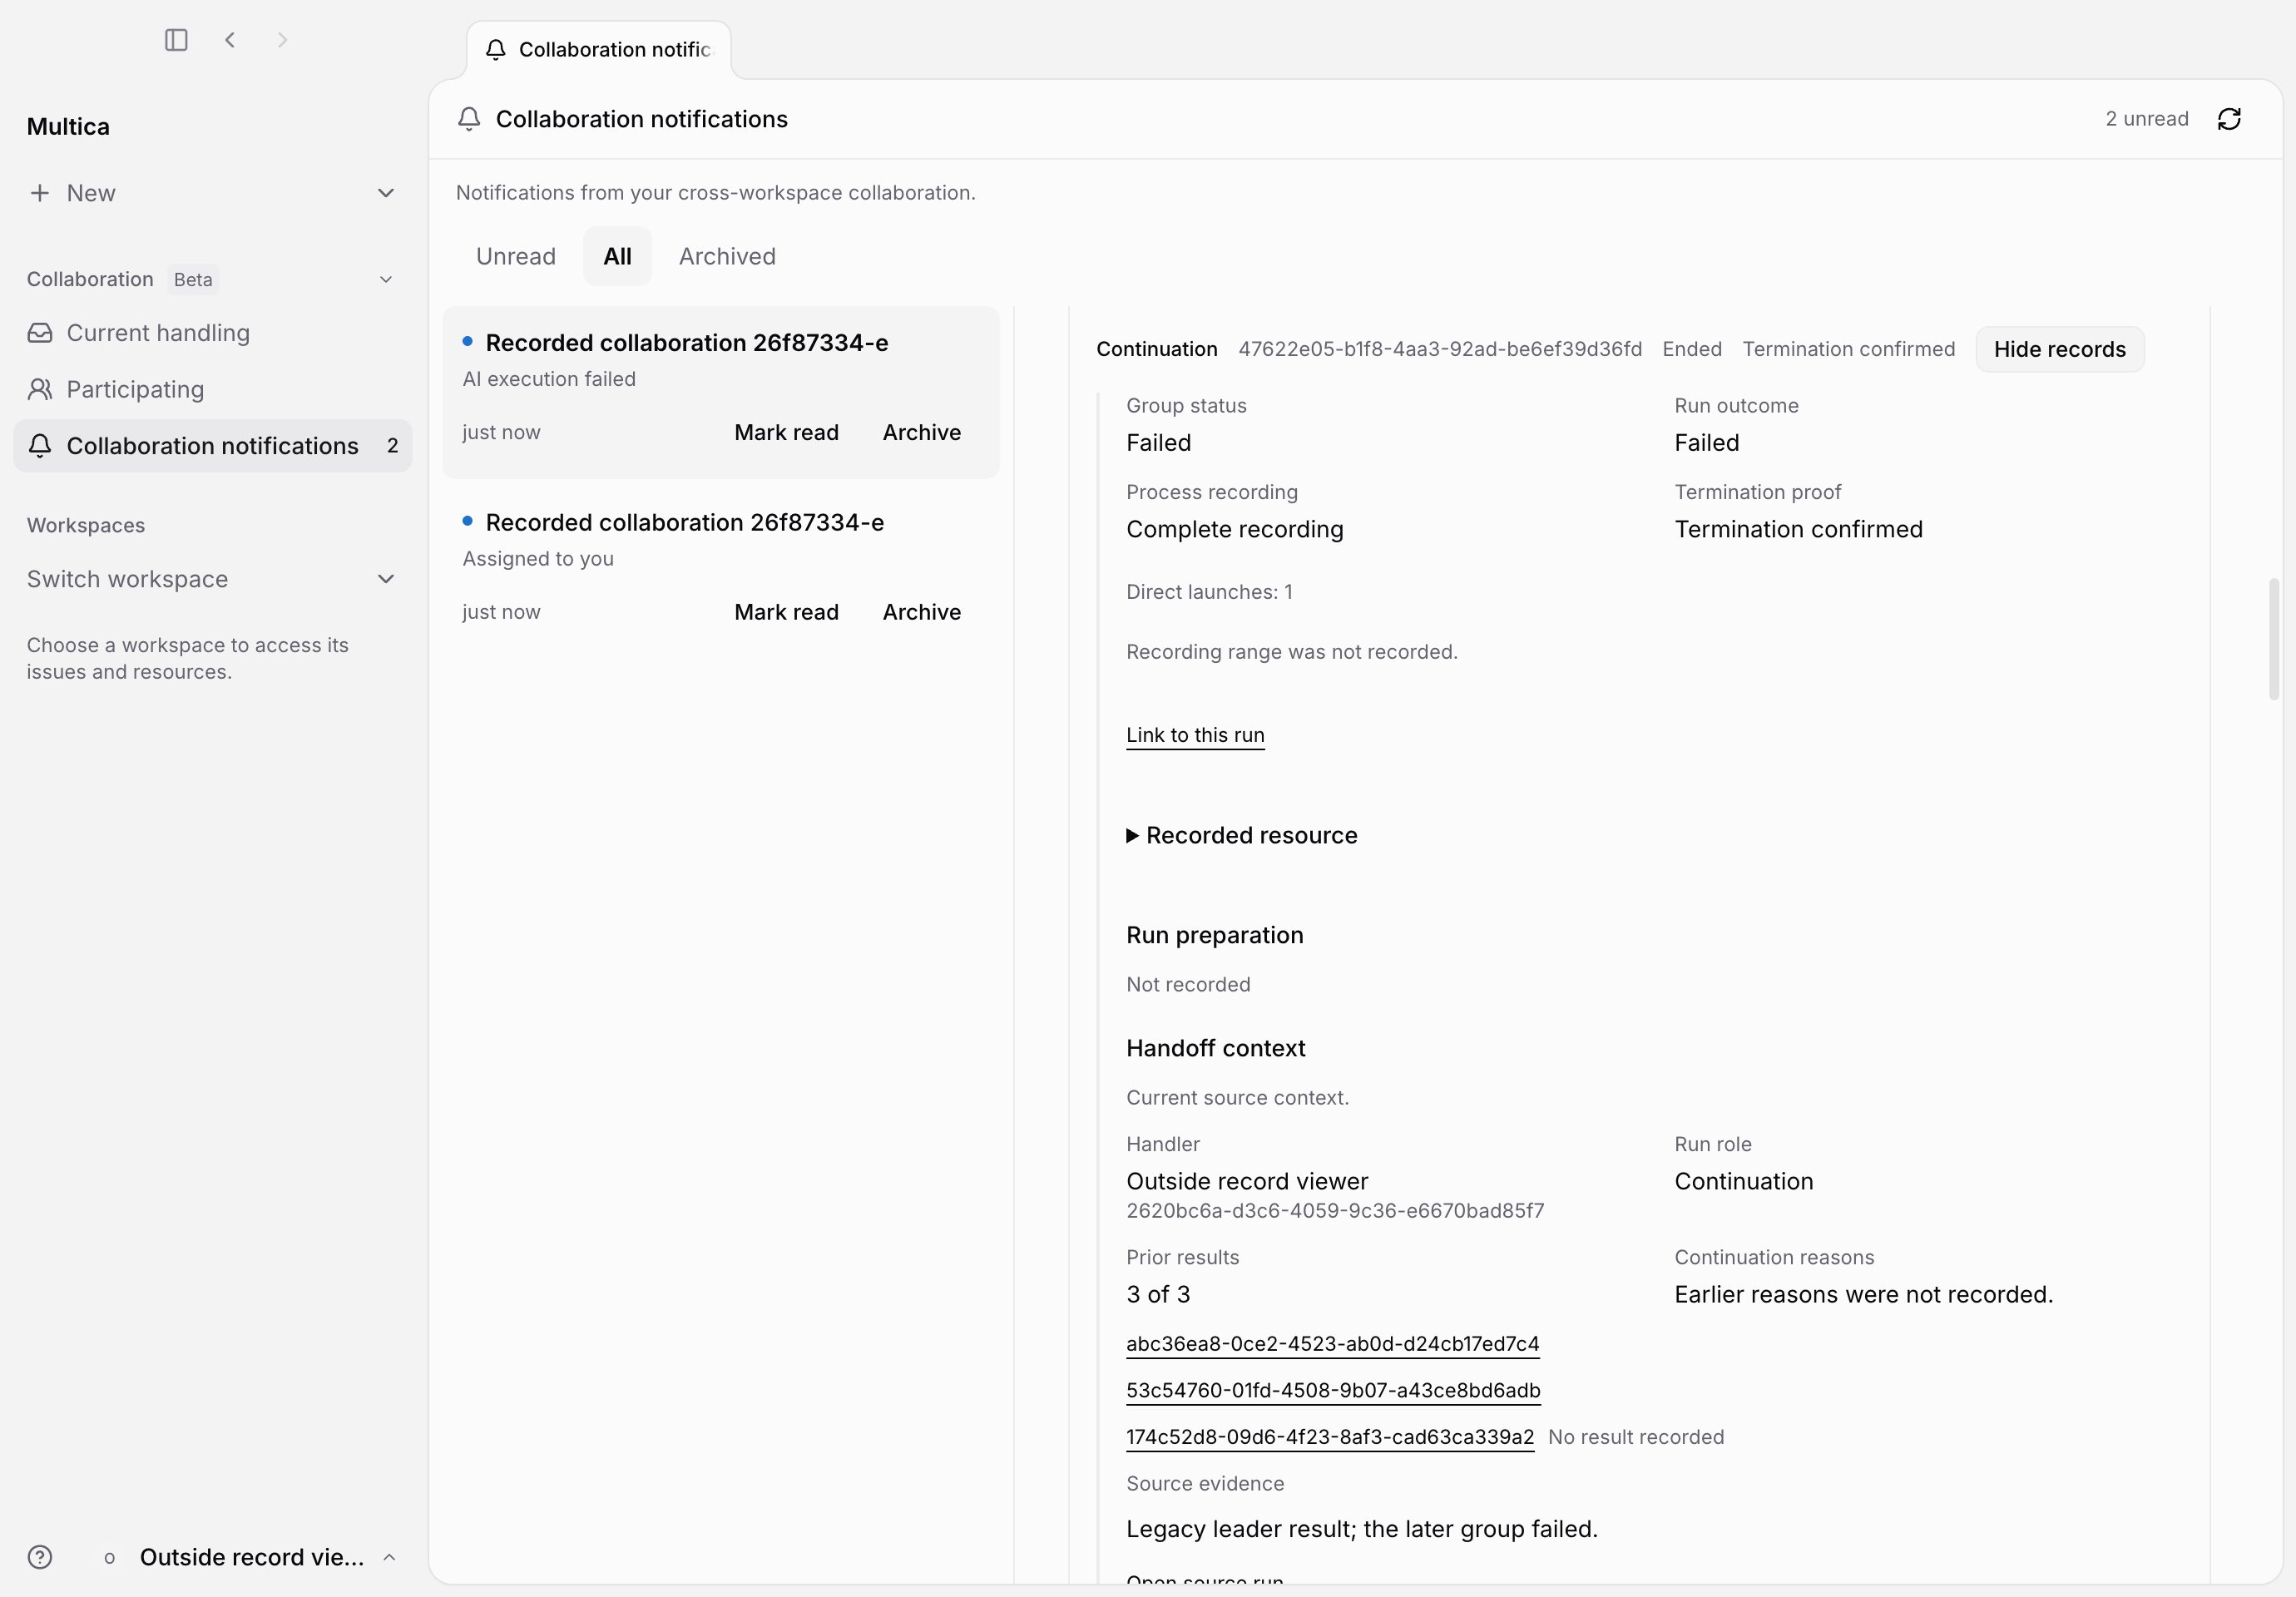 Collaboration notific
Multica
New
Collaboration Beta
Current handling
Participating
Collaboration notifications 2
Workspaces
Switch workspace
Choose a workspace to access its
issues and resources.
O Outside record vie...
Collaboration notifications
2 unread
Notifications from your cross-workspace collaboration.
Unread All Archived
Recorded collaboration 26f87334-e
AI execution failed
just now Mark read Archive
Recorded collaboration 26f87334-e
Assigned to you
just now Mark read Archive
Continuation 47622e05-b1f8-4aa3-92ad-be6ef39d36fd Ended Termination confirmed Hide records
Group status Run outcome
Failed Failed
Process recording Termination proof
Complete recording Termination confirmed
Direct launches: 1
Recording range was not recorded.
Link to this run
Recorded resource
Run preparation
Not recorded
Handoff context
Current source context.
Handler Run role
Outside record viewer Continuation
2620bc6a-d3c6-4059-9c36-e6670bad85f7
Prior results Continuation reasons
3 of 3 Earlier reasons were not recorded.
abc36ea8-0ce2-4523-ab0d-d24cb17ed7c4
53c54760-01fd-4508-9b07-a43ce8bd6adb
174c52d8-09d6-4f23-8af3-cad63ca339a2 No result recorded
Source evidence
Legacy leader result; the later group failed.
Open source run